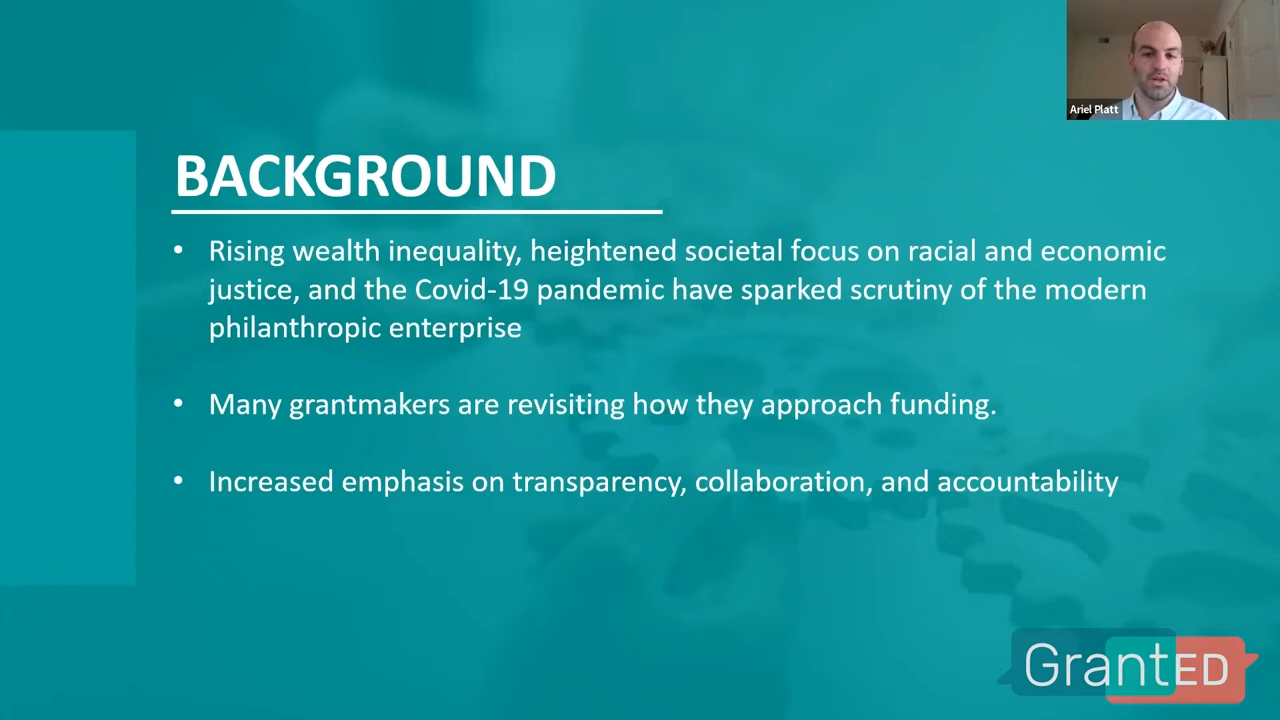 Ariel Platt
BACKGROUND
• Rising wealth inequality, heightened societal focus on racial and economic
justice, and the Covid-19 pandemic have sparked scrutiny of the modern
philanthropic enterprise
• Many grantmakers are revisiting how they approach funding.
• Increased emphasis on transparency, collaboration, and accountability
GrantED